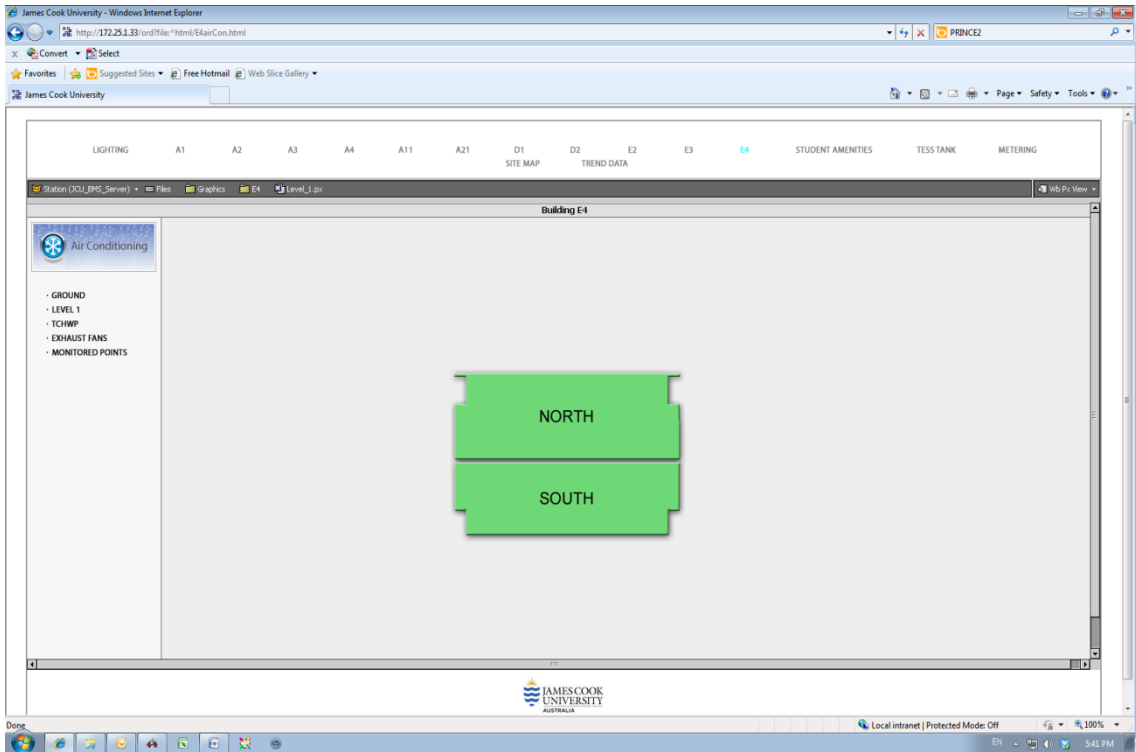 James Cook University - Windows Internet Explorer
http://172.25.1.33/ord?file:^html/E4airCon.html
PRINCE2
x Convert Select
Favorites Suggested Sites Free Hotmail Web Slice Gallery
James Cook University
Page Safety Tools
LIGHTING A1 A2 A3 A4 A11 A21 D1 D2 E2 E3 E4 STUDENT AMENITIES TESS TANK METERING
SITE MAP TREND DATA
Station (JCU_BMS_Server) Files Graphics E4 Level_1.px Wb Px View
Building E4
Air Conditioning
· GROUND
· LEVEL 1
· TCHWP
· EXHAUST FANS
· MONITORED POINTS
NORTH
SOUTH
JAMES COOK
UNIVERSITY
AUSTRALIA
Done Local intranet | Protected Mode: Off 100%
EN 5:41 PM